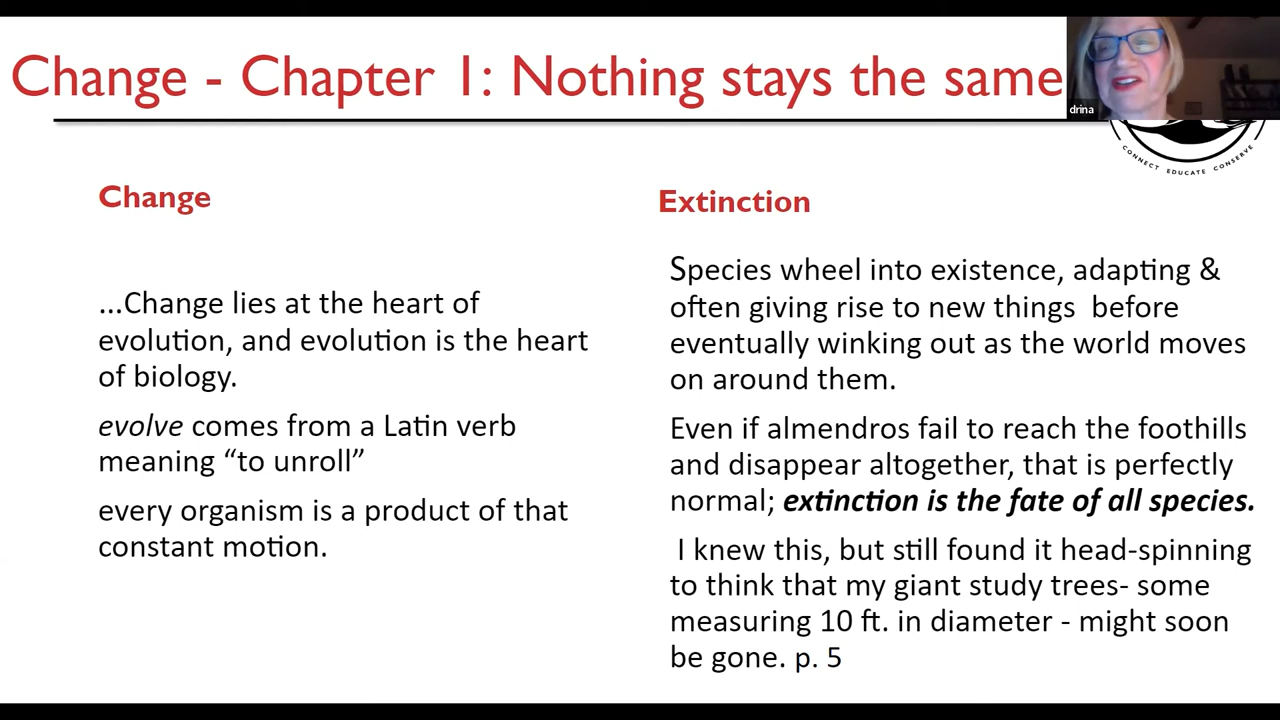 Change - Chapter 1: Nothing stays the same
drina
CONNECT EDUCATE CONSERVE
Change
...Change lies at the heart of
evolution, and evolution is the heart
of biology.
evolve comes from a Latin verb
meaning “to unroll”
every organism is a product of that
constant motion.
Extinction
Species wheel into existence, adapting &
often giving rise to new things before
eventually winking out as the world moves
on around them.
Even if almendros fail to reach the foothills
and disappear altogether, that is perfectly
normal; extinction is the fate of all species.
I knew this, but still found it head-spinning
to think that my giant study trees- some
measuring 10 ft. in diameter - might soon
be gone. p. 5